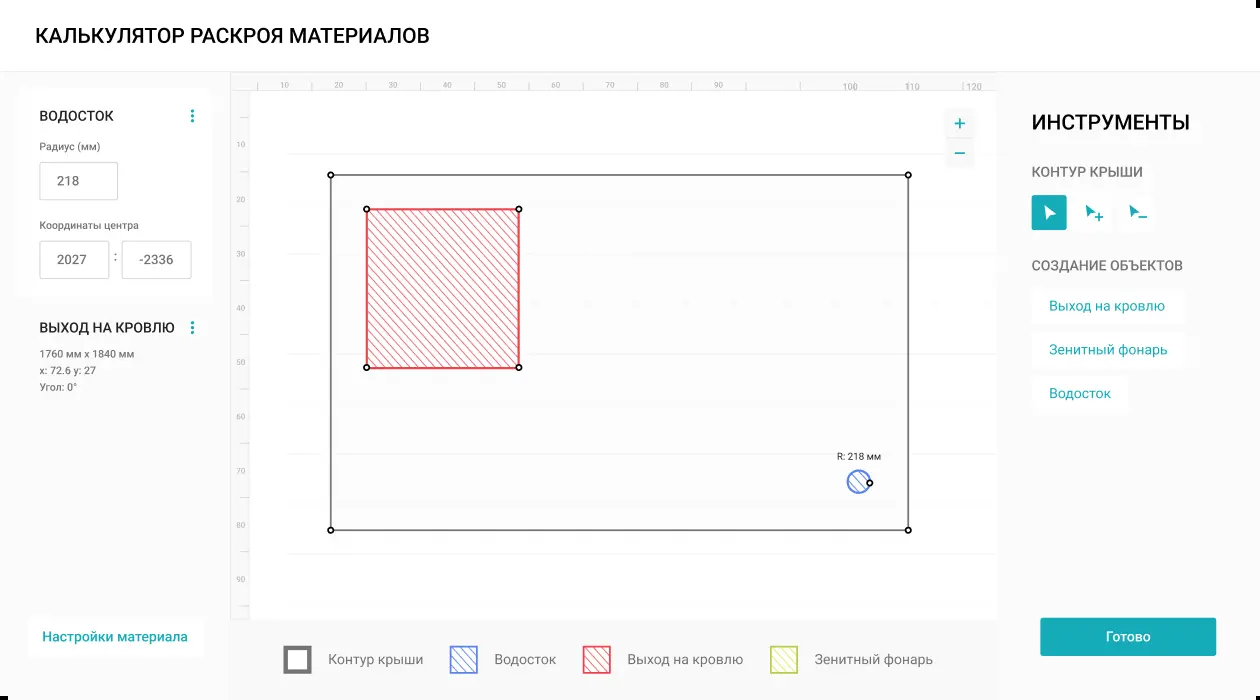 КАЛЬКУЛЯТОР РАСКРОЯ МАТЕРИАЛОВ
ВОДОСТОК
Радиус (мм)
218
Координаты центра
2027 : -2336
ВЫХОД НА КРОВЛЮ
1760 мм x 1840 мм
x: 72.6 y: 27
Угол: 0°
Настройки материала
10 20 30 40 50 60 70 80 90 100 110 120
10
20
30
40
50
60
70
80
90
+
−
R: 218 мм
Контур крыши
Водосток
Выход на кровлю
Зенитный фонарь
ИНСТРУМЕНТЫ
КОНТУР КРЫШИ
СОЗДАНИЕ ОБЪЕКТОВ
Выход на кровлю
Зенитный фонарь
Водосток
Готово